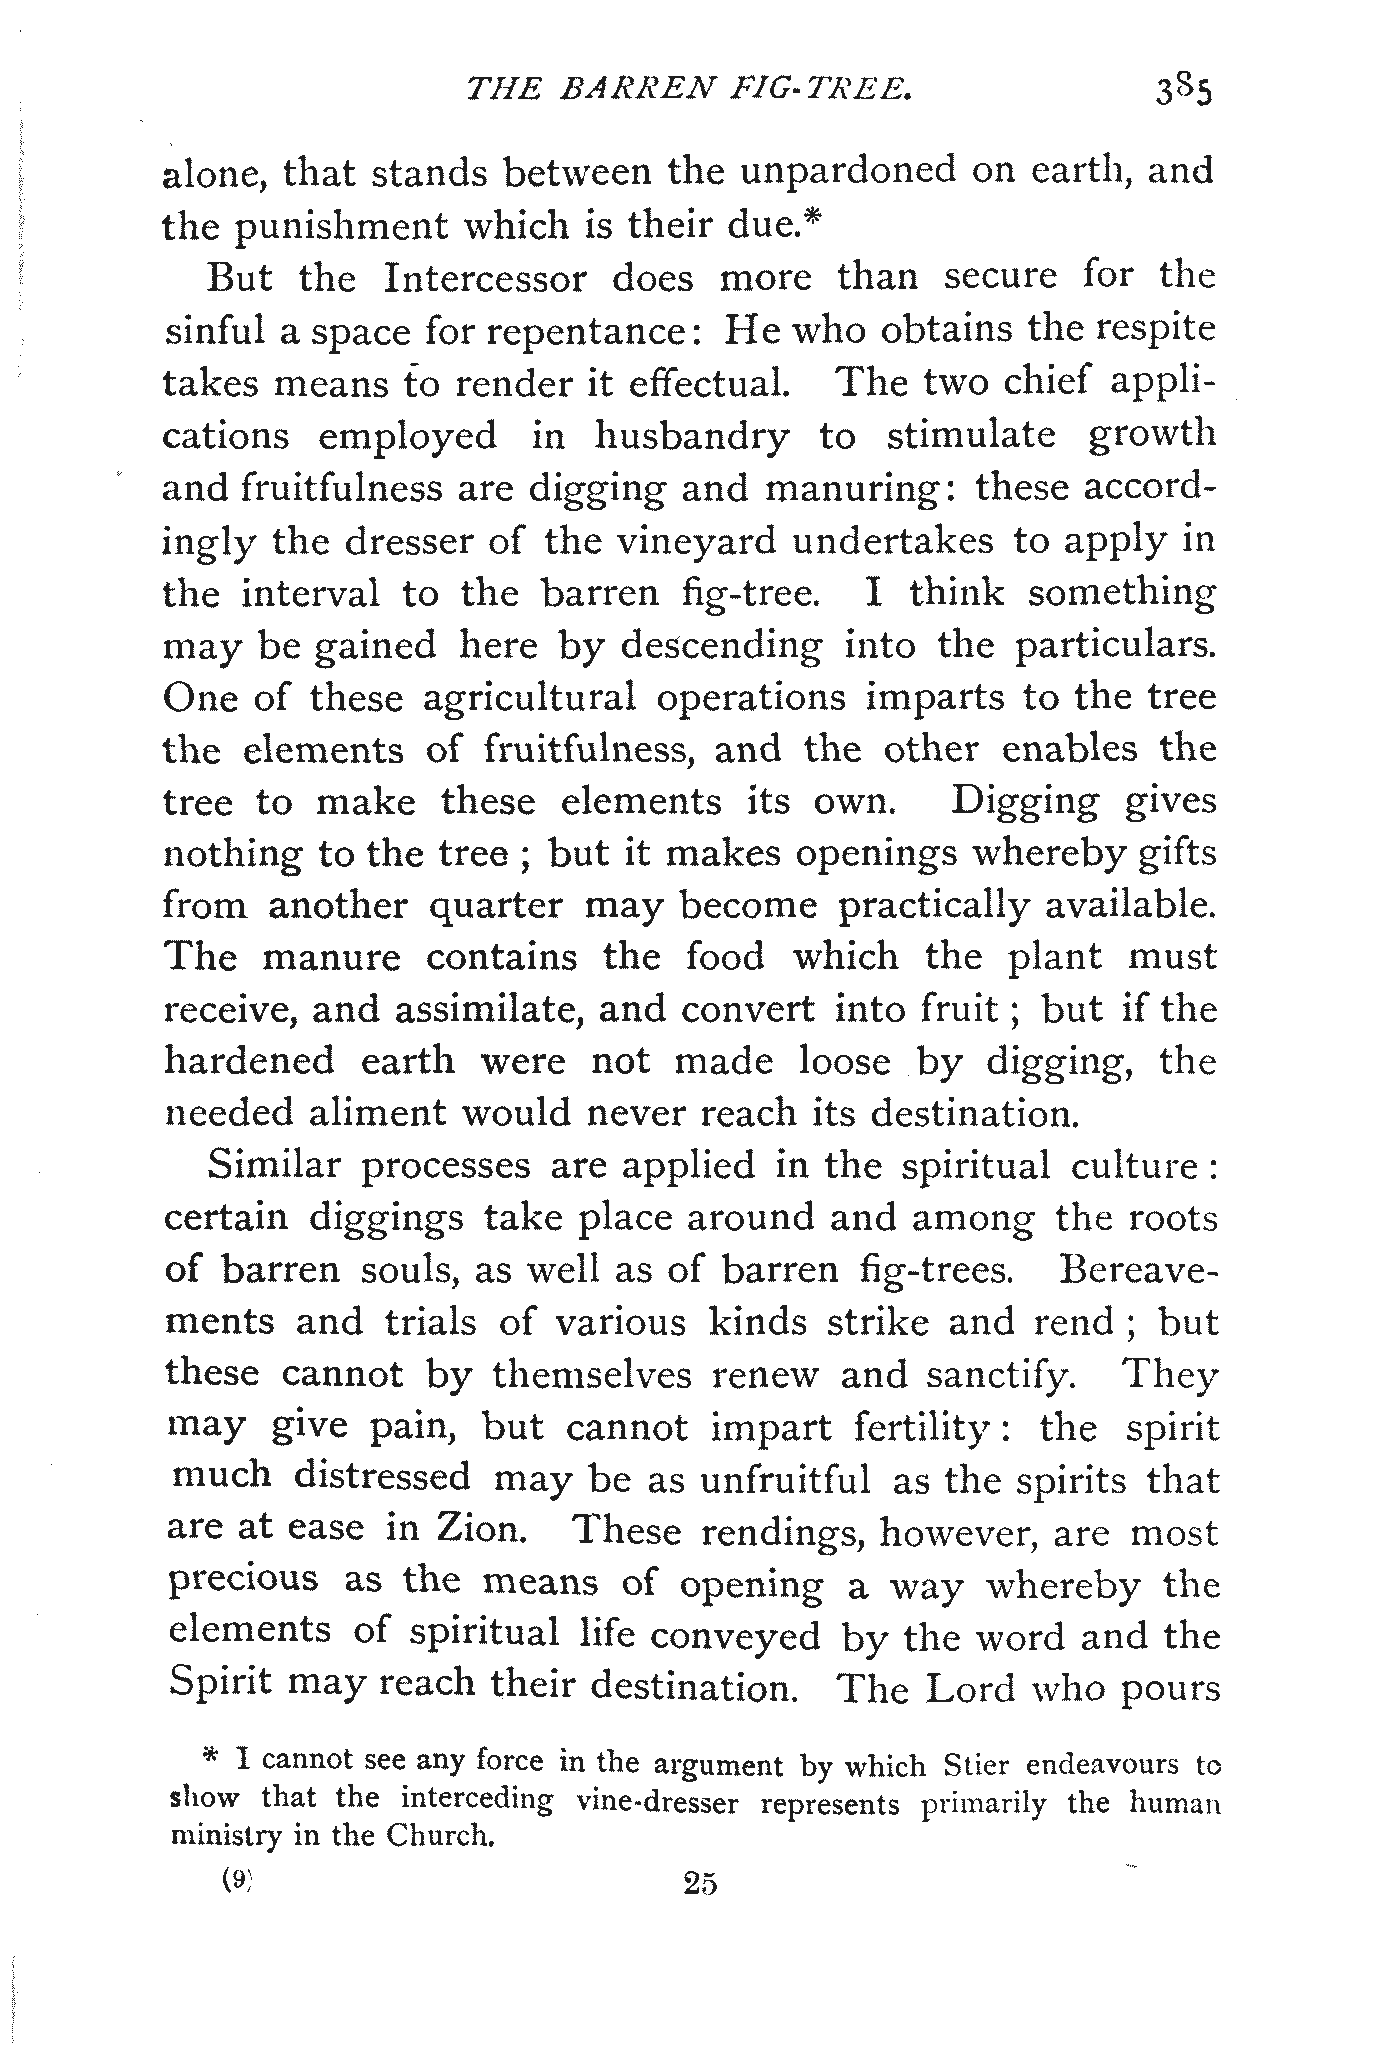 THE BARREN FIG-TREE. 385
alone, that stands between the unpardoned on earth, and
the punishment which is their due.*
But the Intercessor does more than secure for the
sinful a space for repentance: He who obtains the respite
takes means to render it effectual. The two chief appli-
cations employed in husbandry to stimulate growth
and fruitfulness are digging and manuring: these accord-
ingly the dresser of the vineyard undertakes to apply in
the interval to the barren fig-tree. I think something
may be gained here by descending into the particulars.
One of these agricultural operations imparts to the tree
the elements of fruitfulness, and the other enables the
tree to make these elements its own. Digging gives
nothing to the tree ; but it makes openings whereby gifts
from another quarter may become practically available.
The manure contains the food which the plant must
receive, and assimilate, and convert into fruit ; but if the
hardened earth were not made loose by digging, the
needed aliment would never reach its destination.
Similar processes are applied in the spiritual culture :
certain diggings take place around and among the roots
of barren souls, as well as of barren fig-trees. Bereave-
ments and trials of various kinds strike and rend ; but
these cannot by themselves renew and sanctify. They
may give pain, but cannot impart fertility : the spirit
much distressed may be as unfruitful as the spirits that
are at ease in Zion. These rendings, however, are most
precious as the means of opening a way whereby the
elements of spiritual life conveyed by the word and the
Spirit may reach their destination. The Lord who pours
* I cannot see any force in the argument by which Stier endeavours to
show that the interceding vine-dresser represents primarily the human
ministry in the Church.
(9) 25